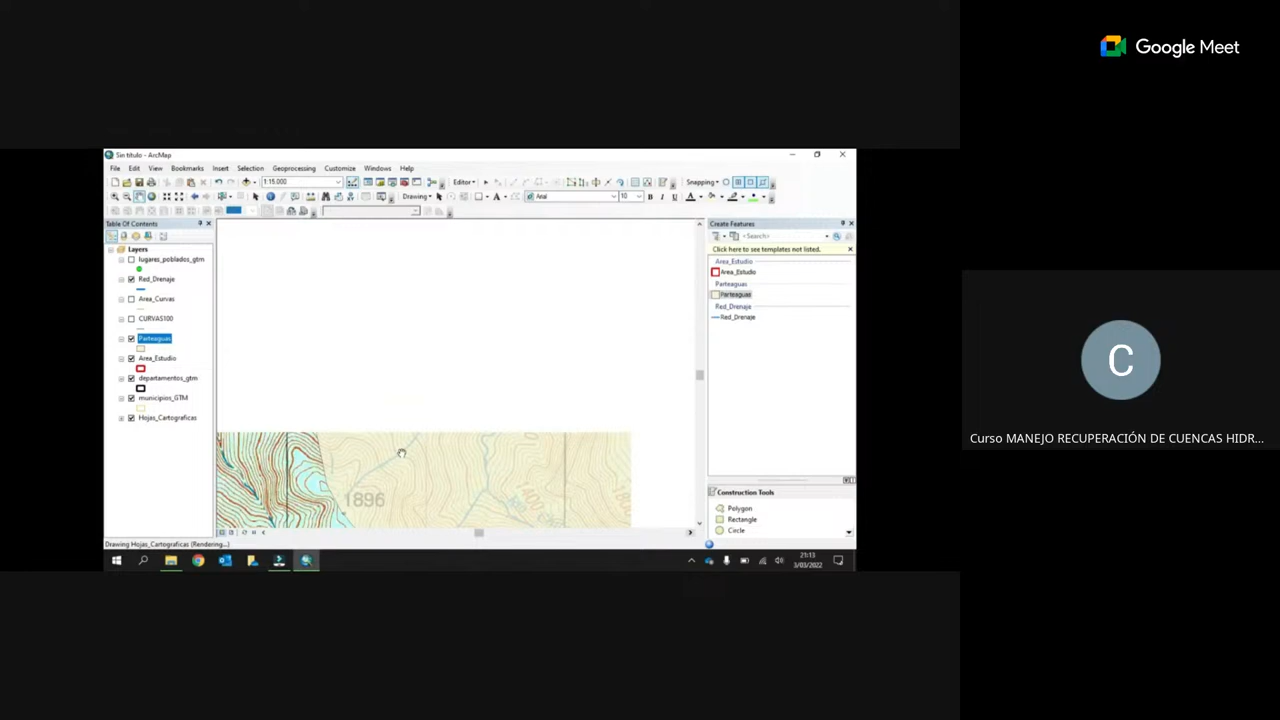 Google Meet
Sin título - ArcMap
File Edit View Bookmarks Insert Selection Geoprocessing Customize Windows Help
1:15.000
Editor
Snapping
Drawing
Arial
10
B I U A
Table Of Contents
Layers
lugares_poblados_gtm
Red_Drenaje
Area_Curvas
CURVAS100
Parteaguas
Area_Estudio
departamentos_gtm
municipios_GTM
Hojas_Cartograficas
1896
Create Features
<Search>
Click here to see templates not listed.
Area_Estudio
Area_Estudio
Parteaguas
Parteaguas
Red_Drenaje
Red_Drenaje
Construction Tools
Polygon
Rectangle
Circle
Drawing Hojas_Cartograficas (Rendering...)
21:13
3/03/2022
C
Curso MANEJO RECUPERACIÓN DE CUENCAS HIDR...